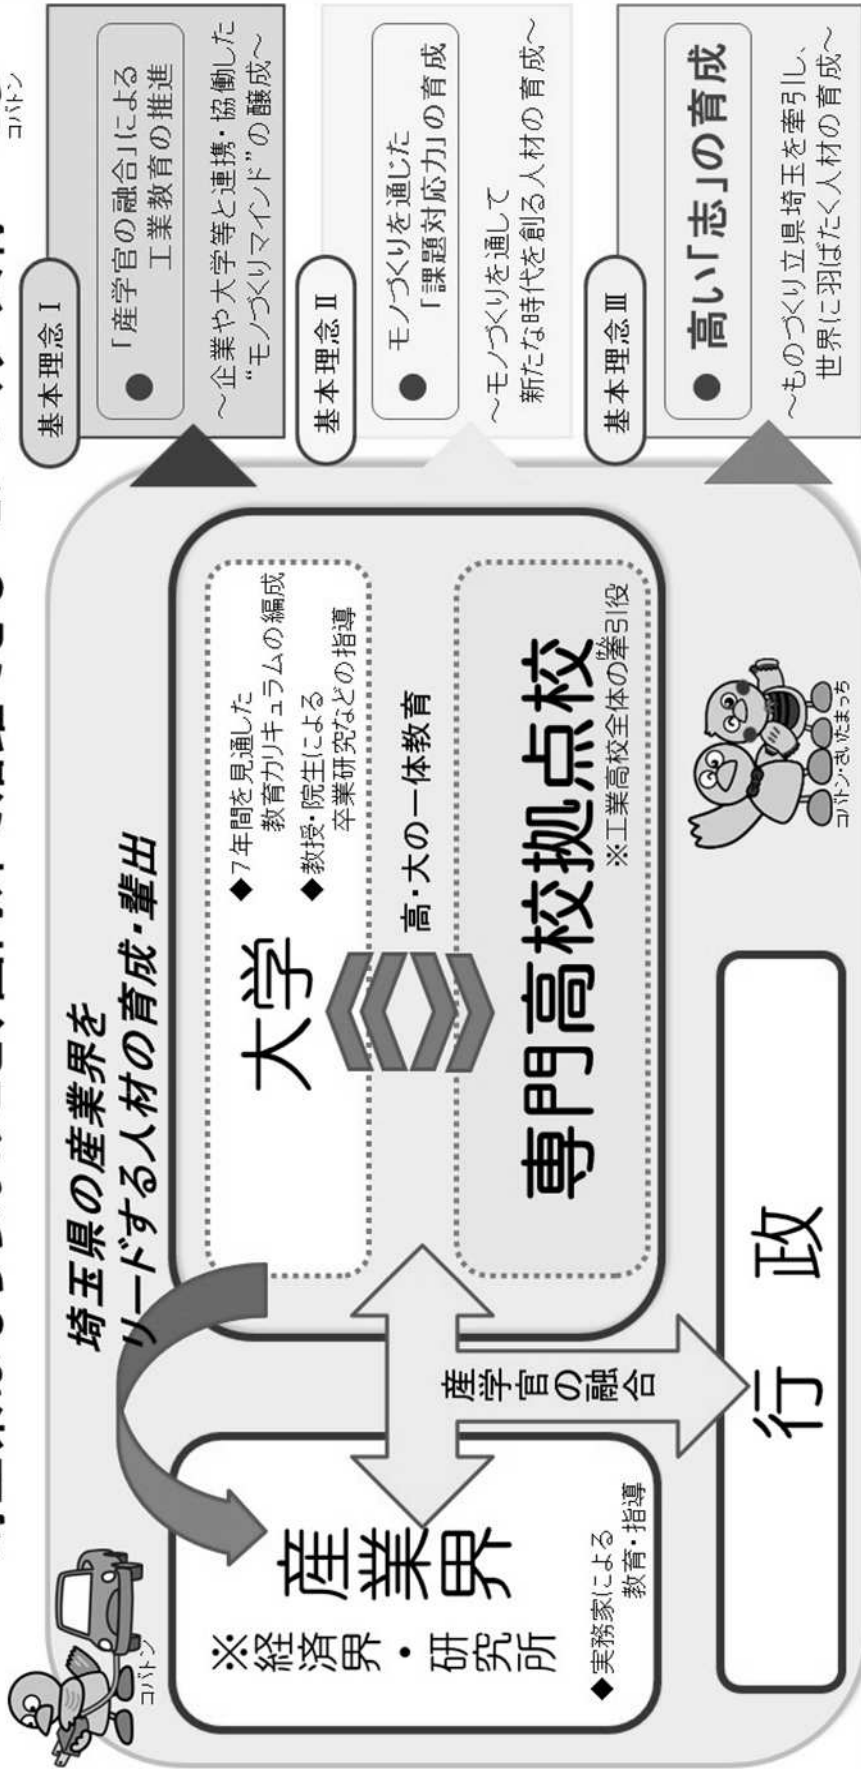 コバトン
コバトン
埼玉県の産業界を
リードする人材の育成・輩出
産業界
※経済界・研究所
◆実務家による
教育・指導
大学
◆7年間を見通した
教育カリキュラムの編成
◆教授・院生による
卒業研究などの指導
高・大の一体教育
専門高校拠点校
※工業高校全体の牽引役
けん
産学官の融合
行政
コバトン・さいたまっち
基本理念Ⅰ
●「産学官の融合」による
工業教育の推進
~企業や大学等と連携・協働した
“モノづくりマインド”の醸成~
基本理念Ⅱ
●モノづくりを通じた
「課題対応力」の育成
~モノづくりを通して
新たな時代を創る人材の育成~
基本理念Ⅲ
●高い「志」の育成
~ものづくり立県埼玉を牽引し、
世界に羽ばたく人材の育成~